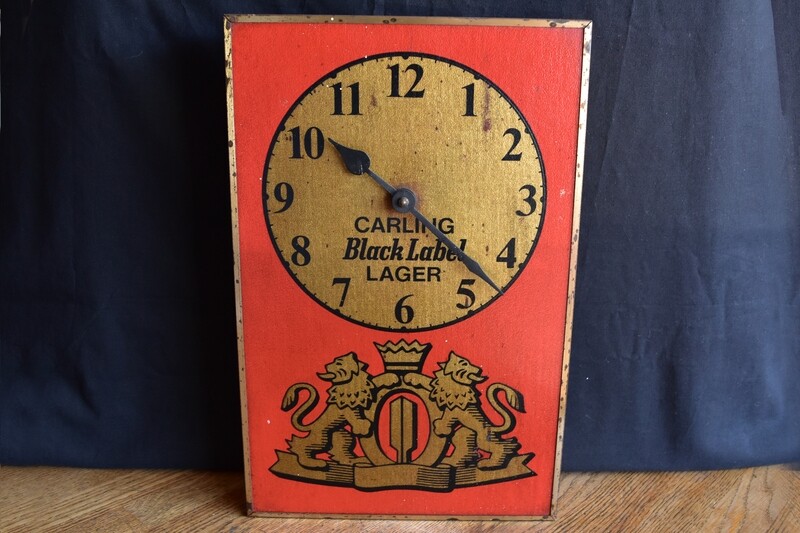 12
11 1
10 2
9 3
CARLING
8 Black Label 4
LAGER
7 5
6